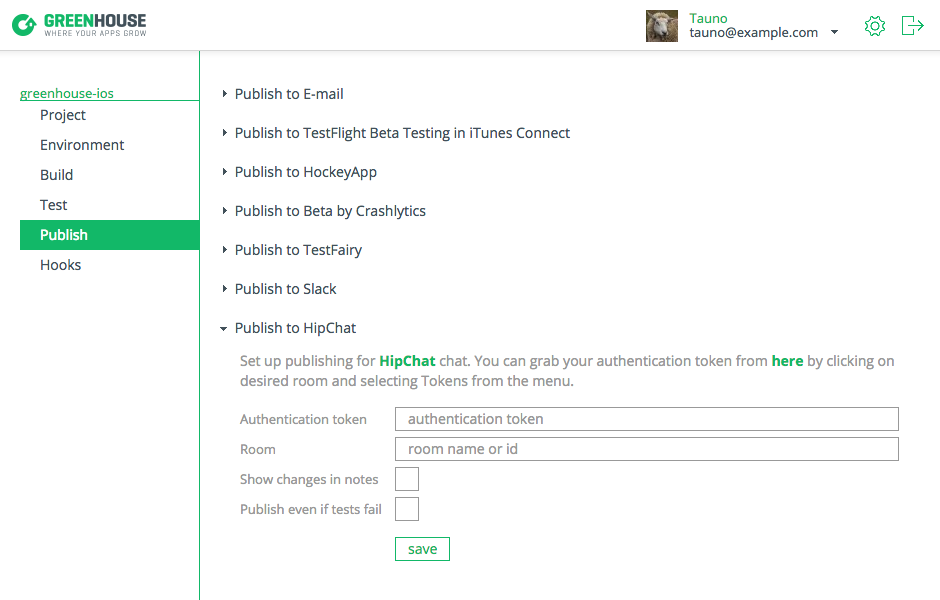 GREENHOUSE
WHERE YOUR APPS GROW
Tauno
tauno@example.com
greenhouse-ios
Project
Environment
Build
Test
Publish
Hooks
Publish to E-mail
Publish to TestFlight Beta Testing in iTunes Connect
Publish to HockeyApp
Publish to Beta by Crashlytics
Publish to TestFairy
Publish to Slack
Publish to HipChat
Set up publishing for HipChat chat. You can grab your authentication token from here by clicking on
desired room and selecting Tokens from the menu.
Authentication token authentication token
Room room name or id
Show changes in notes
Publish even if tests fail
save